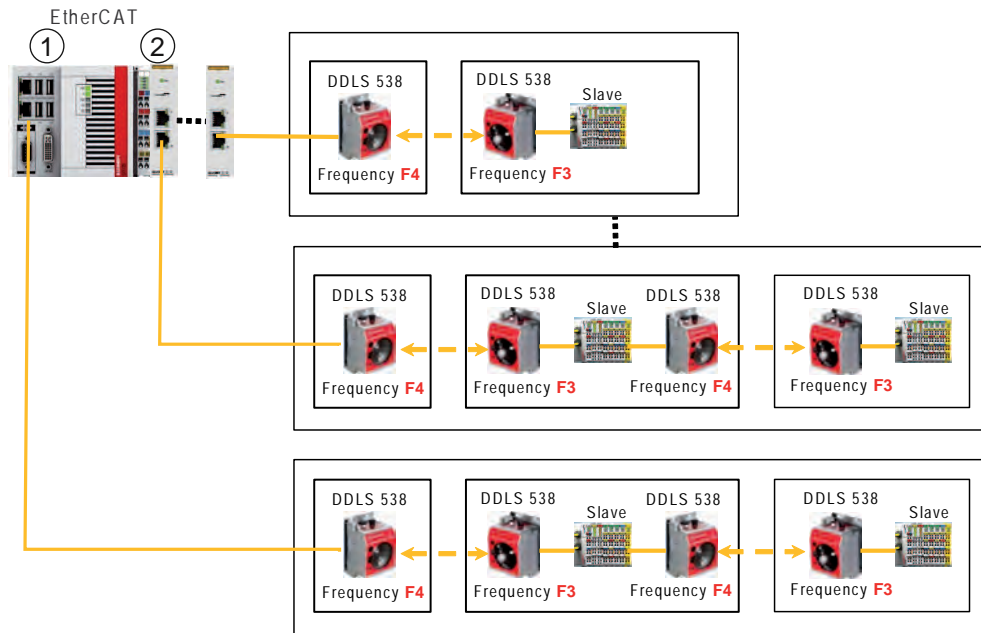 EtherCAT
1 2
DDLS 538 DDLS 538
Slave
Frequency F4 Frequency F3
DDLS 538 DDLS 538 DDLS 538 DDLS 538
Slave Slave
Frequency F4 Frequency F3 Frequency F4 Frequency F3
DDLS 538 DDLS 538 DDLS 538 DDLS 538
Slave Slave
Frequency F4 Frequency F3 Frequency F4 Frequency F3